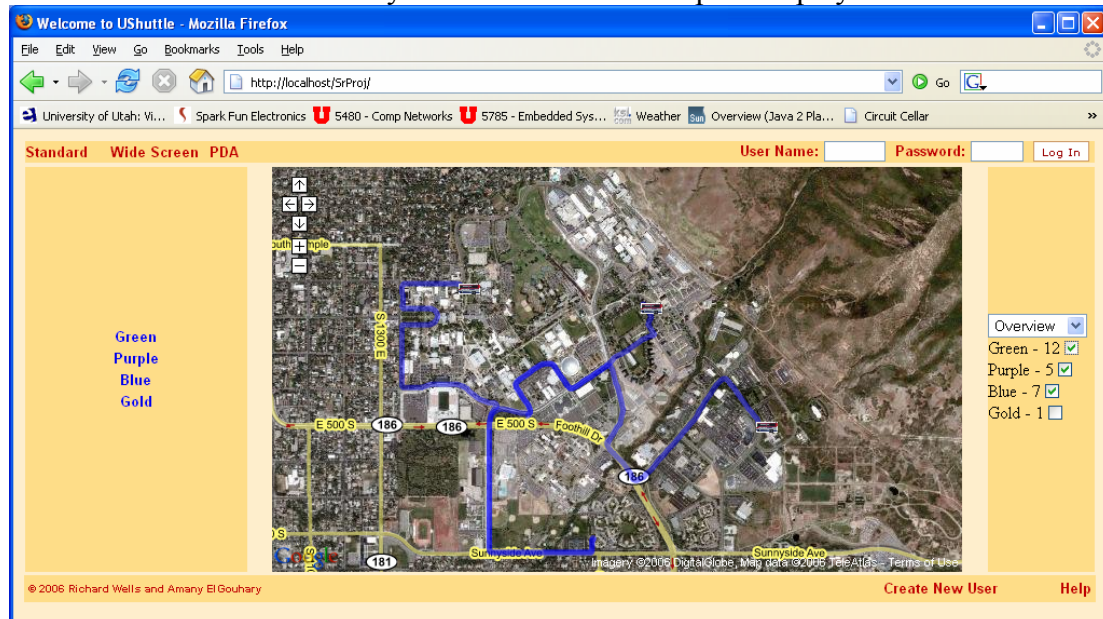 Welcome to UShuttle - Mozilla Firefox
File Edit View Go Bookmarks Tools Help
http://localhost/SrProj/ Go G
University of Utah: Vi... Spark Fun Electronics U 5480 - Comp Networks U 5785 - Embedded Sys... Weather Sun Overview (Java 2 Pla... Circuit Cellar »
Standard Wide Screen PDA User Name: Password: Log In
S 1300 E
E 500 S 186 186 E 500 S Foothill Dr
186
181 Sunnyside Ave Sunnyside Ave
Imagery ©2006 DigitalGlobe, Map data ©2006 TeleAtlas - Terms of Use
Green
Purple
Blue
Gold
Overview
Green - 12
Purple - 5
Blue - 7
Gold - 1
© 2006 Richard Wells and Amany ElGouhary Create New User Help